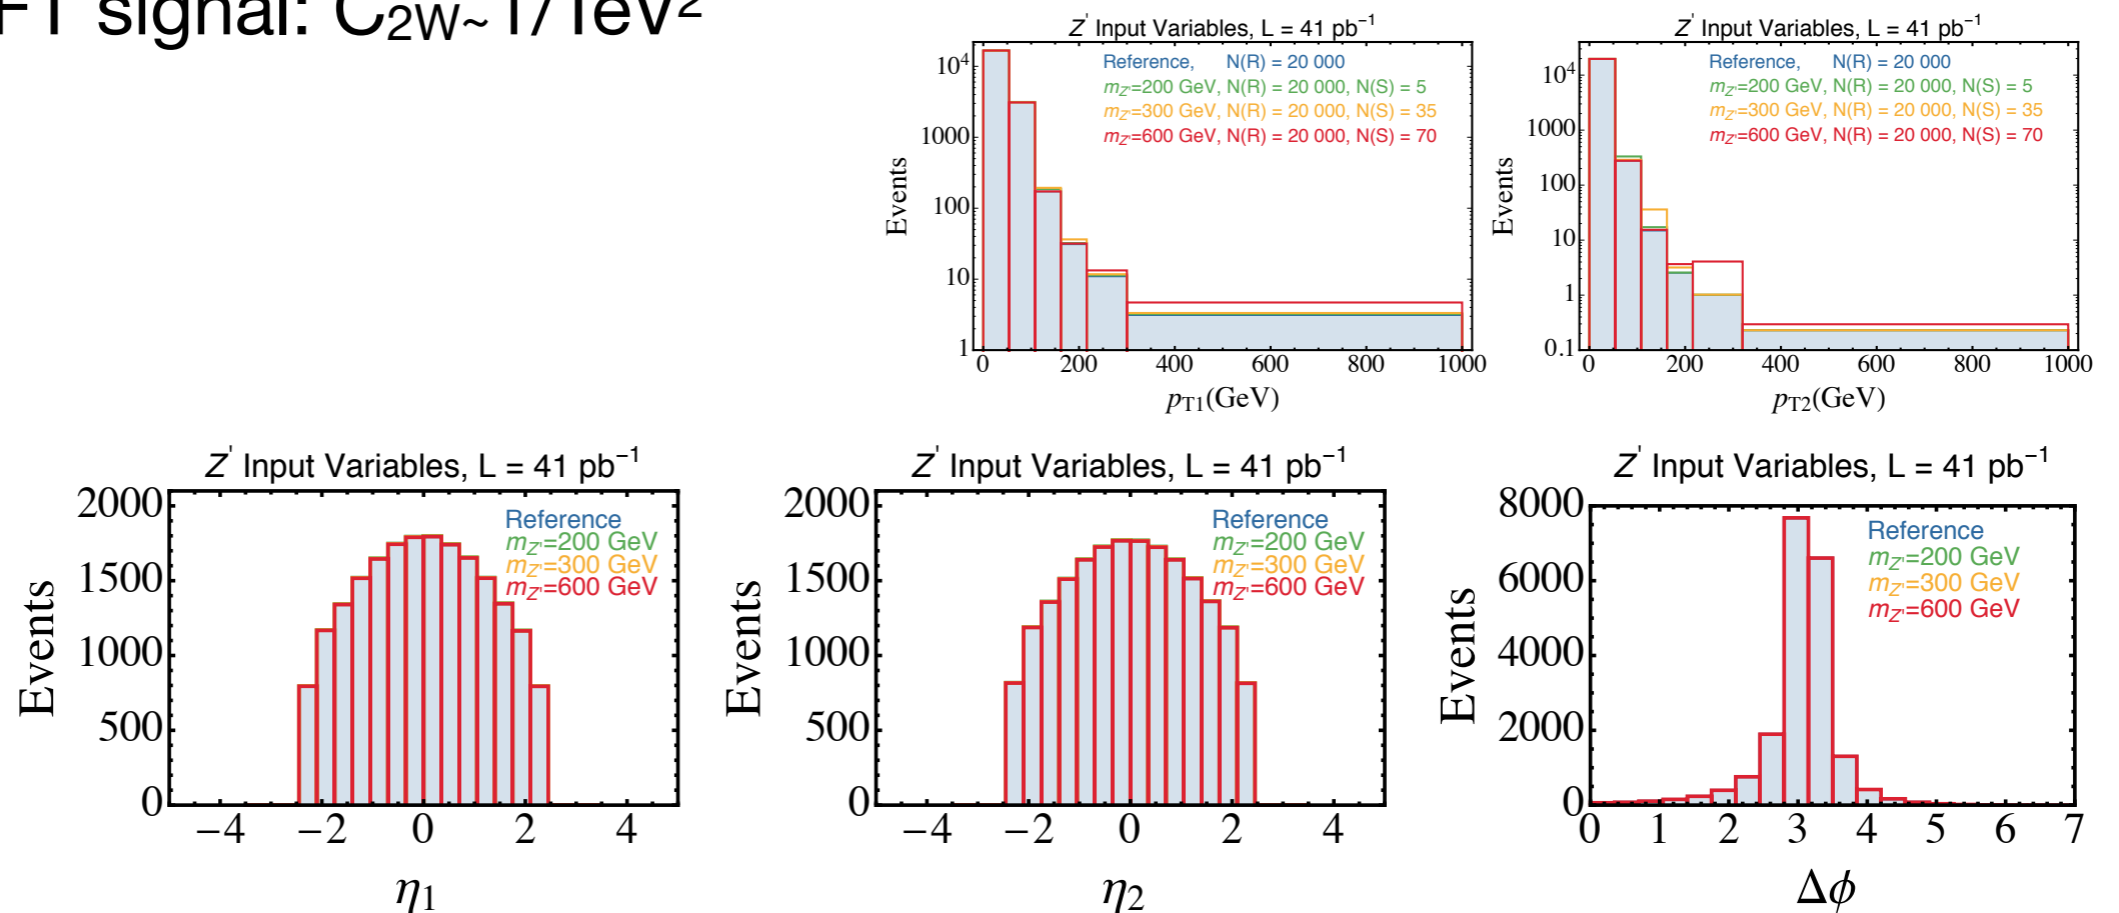 FT signal: C2W~1/TeV²
Z' Input Variables, L = 41 pb⁻¹
Reference, N(R) = 20 000
mZ'=200 GeV, N(R) = 20 000, N(S) = 5
mZ'=300 GeV, N(R) = 20 000, N(S) = 35
mZ'=600 GeV, N(R) = 20 000, N(S) = 70
Events
10⁴
1000
100
10
1
0 200 400 600 800 1000
pT1(GeV)
Z' Input Variables, L = 41 pb⁻¹
Reference, N(R) = 20 000
mZ'=200 GeV, N(R) = 20 000, N(S) = 5
mZ'=300 GeV, N(R) = 20 000, N(S) = 35
mZ'=600 GeV, N(R) = 20 000, N(S) = 70
Events
10⁴
1000
100
10
1
0.1
0 200 400 600 800 1000
pT2(GeV)
Z' Input Variables, L = 41 pb⁻¹
Reference
mZ'=200 GeV
mZ'=300 GeV
mZ'=600 GeV
Events
2000
1500
1000
500
0
−4 −2 0 2 4
η1
Z' Input Variables, L = 41 pb⁻¹
Reference
mZ'=200 GeV
mZ'=300 GeV
mZ'=600 GeV
Events
2000
1500
1000
500
0
−4 −2 0 2 4
η2
Z' Input Variables, L = 41 pb⁻¹
Reference
mZ'=200 GeV
mZ'=300 GeV
mZ'=600 GeV
Events
8000
6000
4000
2000
0
0 1 2 3 4 5 6 7
Δϕ